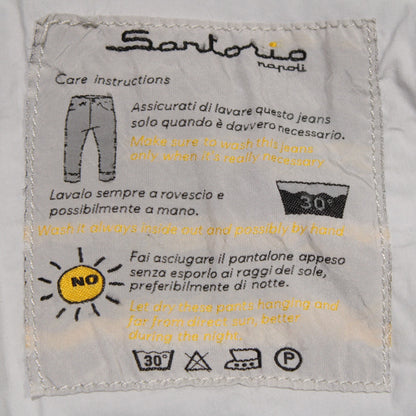 Sartorio
napoli
Care instructions
Assicurati di lavare questo jeans
solo quando è davvero necessario.
Make sure to wash this jeans
only when it's really necessary
Lavalo sempre a rovescio e
possibilmente a mano.
30°
Wash it always inside out and possibly by hand.
Fai asciugare il pantalone appeso
senza esporlo ai raggi del sole,
preferibilmente di notte.
NO
Let dry these pants hanging and
far from direct sun, better
during the night.
30° P